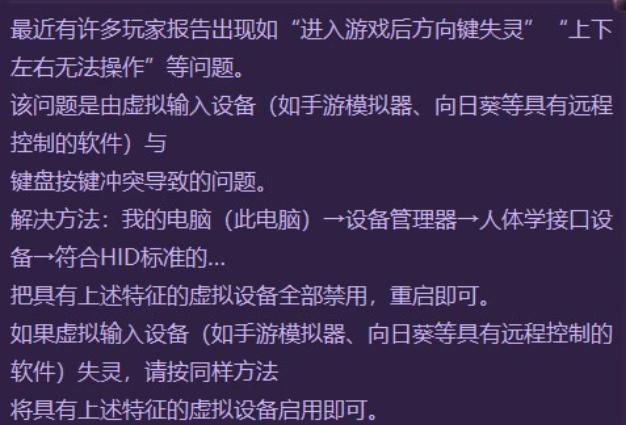 最近有许多玩家报告出现如“进入游戏后方向键失灵”“上下
左右无法操作”等问题。
该问题是由虚拟输入设备（如手游模拟器、向日葵等具有远程
控制的软件）与
键盘按键冲突导致的问题。
解决方法：我的电脑（此电脑）→设备管理器→人体学接口设
备→符合HID标准的...
把具有上述特征的虚拟设备全部禁用，重启即可。
如果虚拟输入设备（如手游模拟器、向日葵等具有远程控制的
软件）失灵，请按同样方法
将具有上述特征的虚拟设备启用即可。